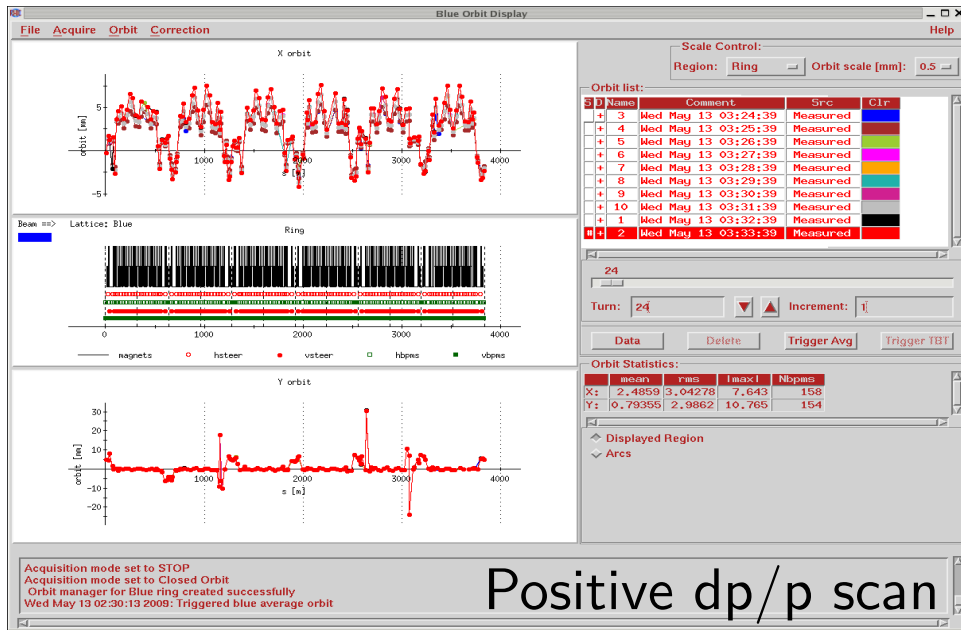 Blue Orbit Display
File Acquire Orbit Correction Help
X orbit
orbit [mm]
5
0
-5
1000 2000 3000 4000
Beam ==> Lattice: Blue
Ring
0 1000 2000 3000 4000
magnets hsteer vsteer hbpms vbpms
Y orbit
orbit [mm]
30
20
10
-10
-20
1000 2000 3000 4000
s [m]
Scale Control:
Region: Ring Orbit scale [mm]: 0.5
Orbit list:
S D Name Comment Src Clr
+ 3 Wed May 13 03:24:39 Measured
+ 4 Wed May 13 03:25:39 Measured
+ 5 Wed May 13 03:26:39 Measured
+ 6 Wed May 13 03:27:39 Measured
+ 7 Wed May 13 03:28:39 Measured
+ 8 Wed May 13 03:29:39 Measured
+ 9 Wed May 13 03:30:39 Measured
+ 10 Wed May 13 03:31:39 Measured
+ 1 Wed May 13 03:32:39 Measured
# + 2 Wed May 13 03:33:39 Measured
24
Turn: 24 Increment: 1
Data Delete Trigger Avg Trigger TBT
Orbit Statistics:
mean rms |max| Nbpms
X: 2.4859 3.04278 7.643 158
Y: 0.79355 2.9862 10.765 154
Displayed Region
Arcs
Acquisition mode set to STOP
Acquisition mode set to Closed Orbit
Orbit manager for Blue ring created successfully
Wed May 13 02:30:13 2009: Triggered blue average orbit
Positive dp/p scan